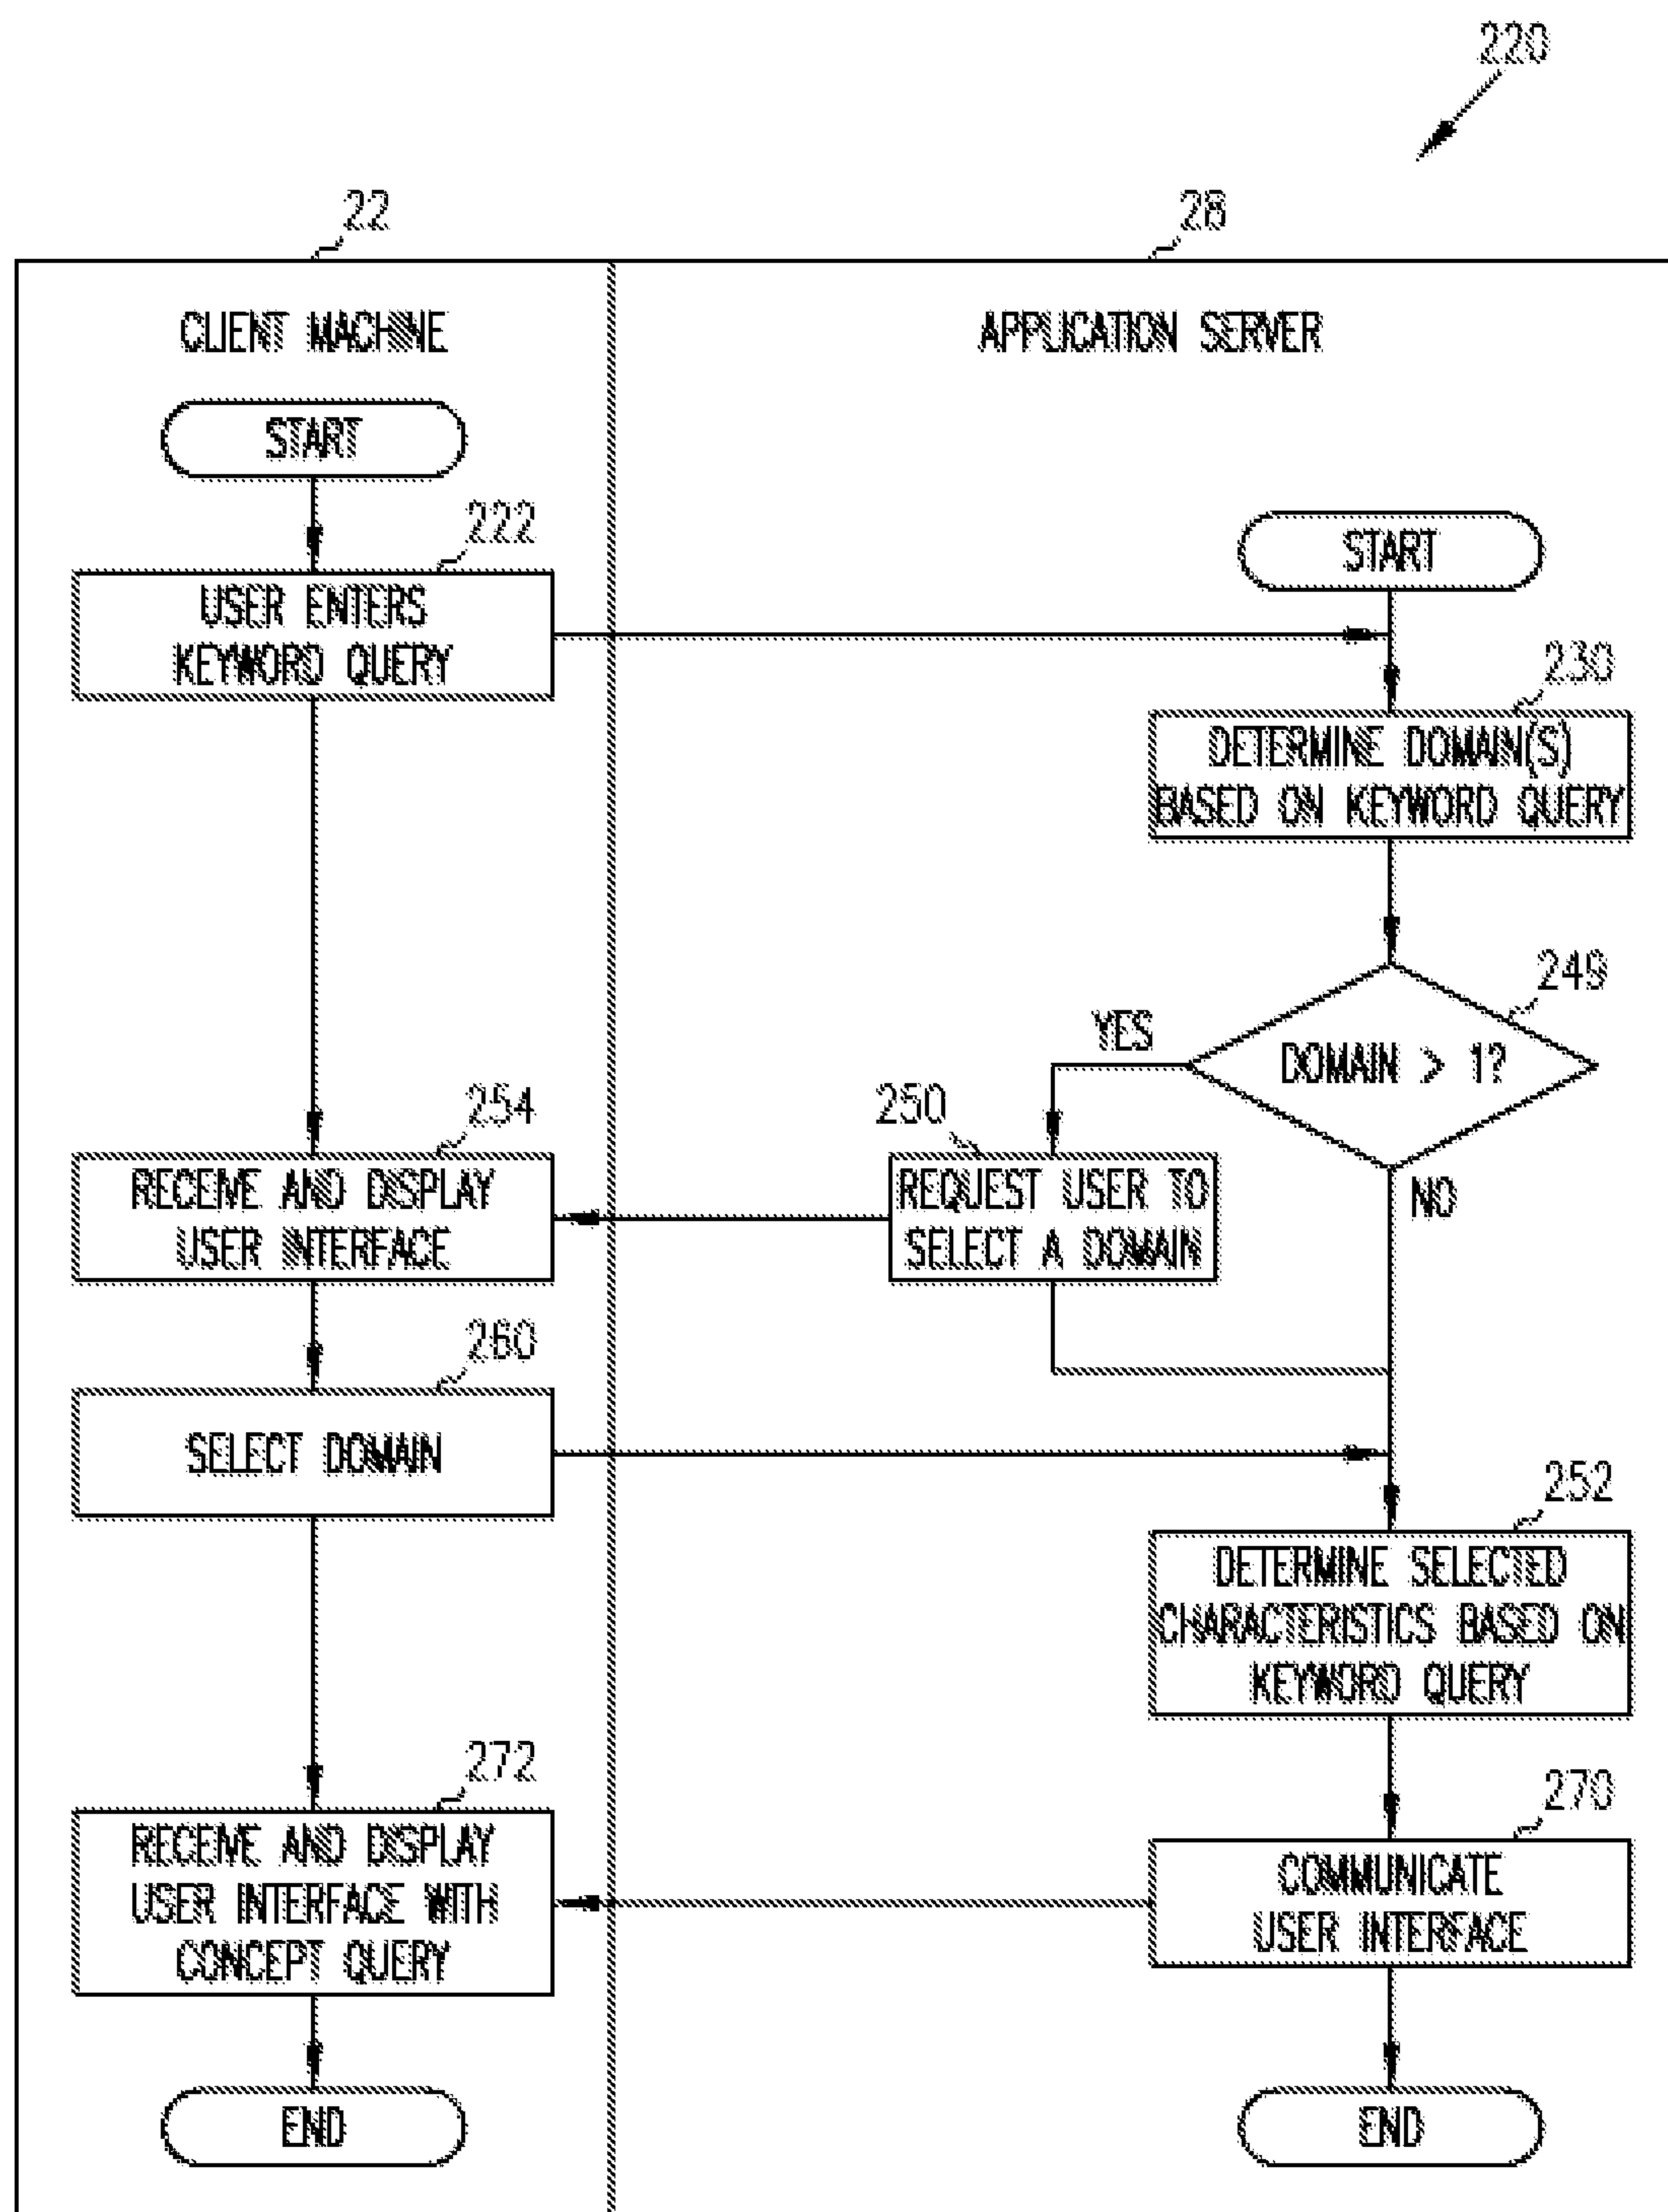 220
22
28
CLIENT MACHINE
APPLICATION SERVER
START
222
USER ENTERS
KEYWORD QUERY
START
230
DETERMINE DOMAIN(S)
BASED ON KEYWORD QUERY
249
YES
DOMAIN > 1?
NO
250
REQUEST USER TO
SELECT A DOMAIN
254
RECEIVE AND DISPLAY
USER INTERFACE
260
SELECT DOMAIN
252
DETERMINE SELECTED
CHARACTERISTICS BASED ON
KEYWORD QUERY
272
RECEIVE AND DISPLAY
USER INTERFACE WITH
CONCEPT QUERY
270
COMMUNICATE
USER INTERFACE
END
END